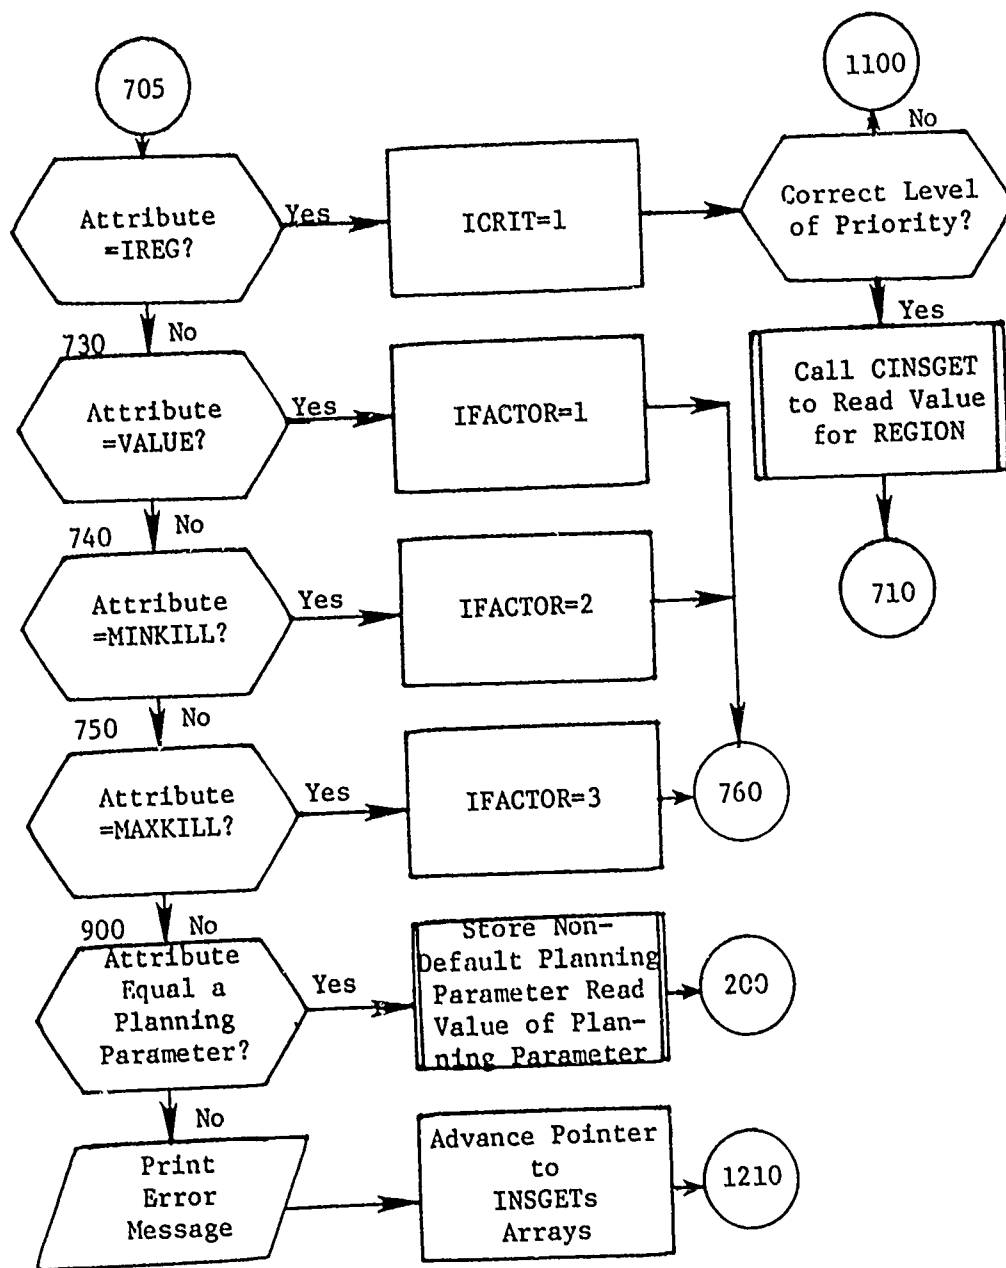 705
1100
No
Attribute
=IREG?
Yes
ICRIT=1
Correct Level
of Priority?
No
Yes
730
Attribute
=VALUE?
Yes
IFACTOR=1
Call CINSGET
to Read Value
for REGION
No
740
Attribute
=MINKILL?
Yes
IFACTOR=2
710
No
750
Attribute
=MAXKILL?
Yes
IFACTOR=3
760
No
900
Attribute
Equal a
Planning
Parameter?
Yes
Store Non-
Default Planning
Parameter Read
Value of Plan-
ning Parameter
200
No
Print
Error
Message
Advance Pointer
to
INSGETs
Arrays
1210